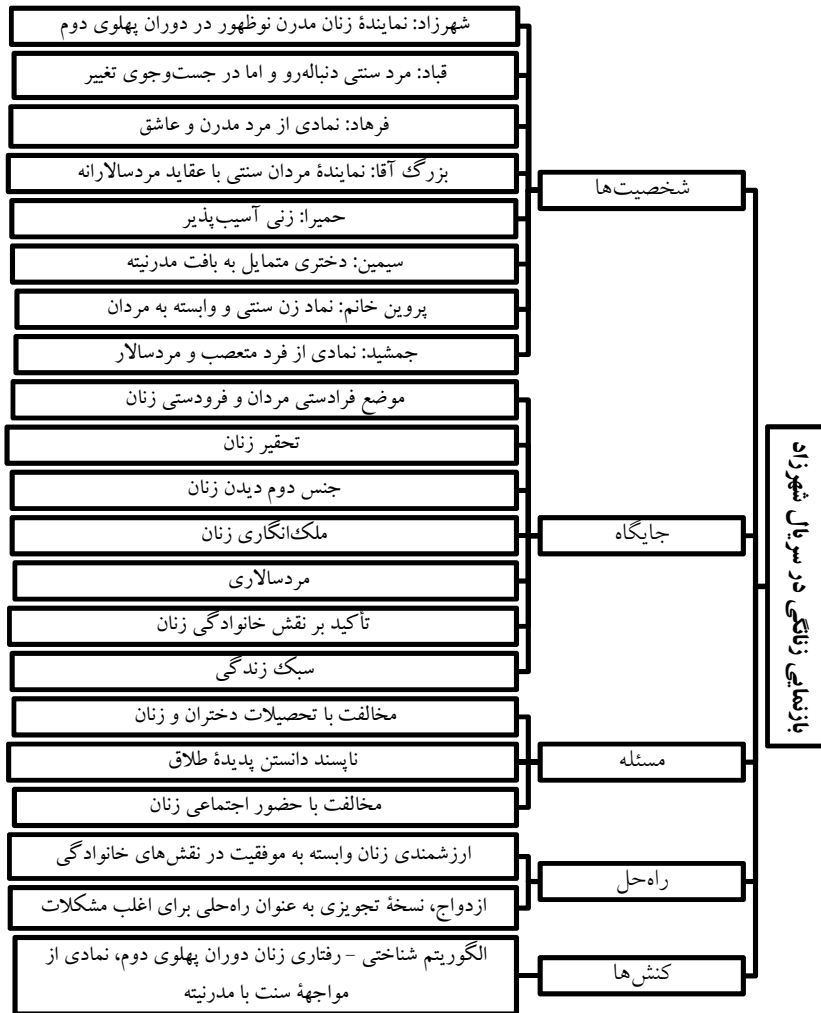 بازنمایی زنانگی در سریال شهرزاد
شخصیت‌ها
شهرزاد: نمایندهٔ زنان مدرن نوظهور در دوران پهلوی دوم
قباد: مرد سنتی دنباله‌رو و اما در جست‌وجوی تغییر
فرهاد: نمادی از مرد مدرن و عاشق
بزرگ آقا: نمایندهٔ مردان سنتی با عقاید مردسالارانه
حمیرا: زنی آسیب‌پذیر
سیمین: دختری متمایل به بافت مدرنیته
پروین خانم: نماد زن سنتی و وابسته به مردان
جمشید: نمادی از فرد متعصب و مردسالار
جایگاه
موضع فرادستی مردان و فرودستی زنان
تحقیر زنان
جنس دوم دیدن زنان
ملک‌انگاری زنان
مردسالاری
تأکید بر نقش خانوادگی زنان
سبک زندگی
مسئله
مخالفت با تحصیلات دختران و زنان
ناپسند دانستن پدیدهٔ طلاق
مخالفت با حضور اجتماعی زنان
راه‌حل
ارزشمندی زنان وابسته به موفقیت در نقش‌های خانوادگی
ازدواج، نسخهٔ تجویزی به عنوان راه‌حلی برای اغلب مشکلات
کنش‌ها
الگوریتم شناختی – رفتاری زنان دوران پهلوی دوم، نمادی از
مواجههٔ سنت با مدرنیته